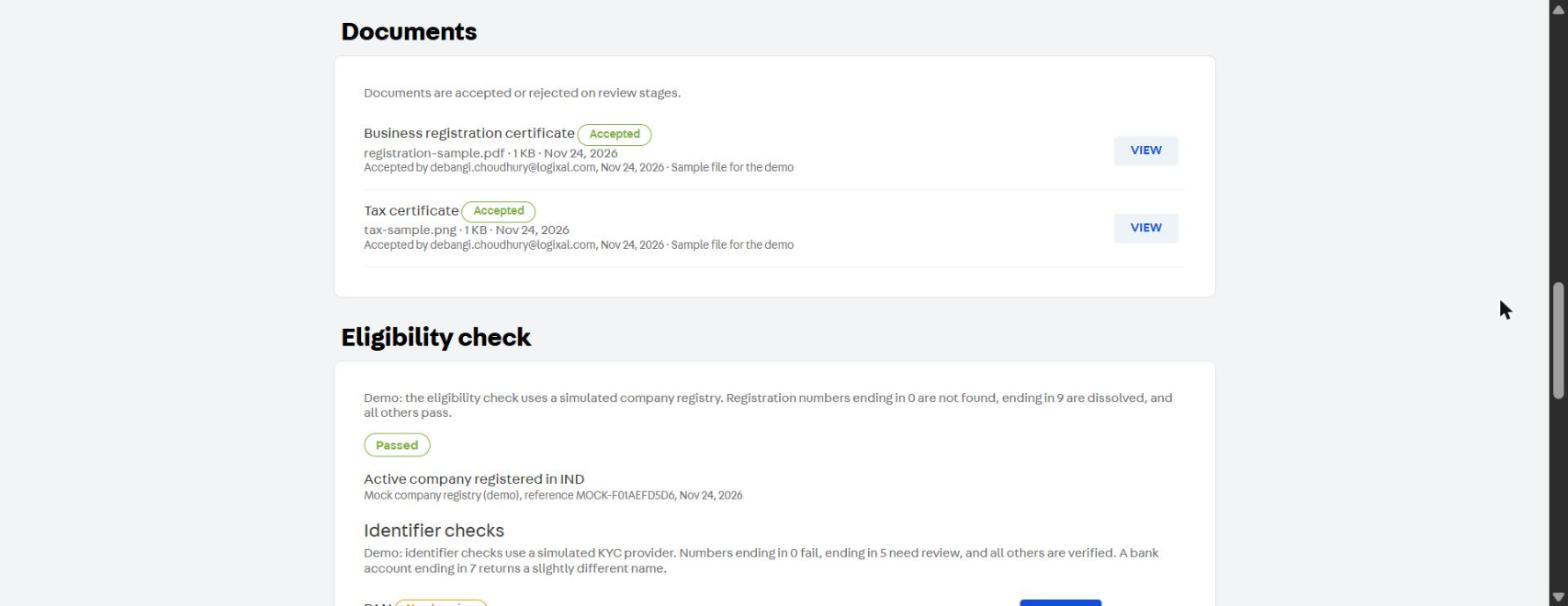 Documents
Documents are accepted or rejected on review stages.
Business registration certificate Accepted
registration-sample.pdf · 1 KB · Nov 24, 2026
Accepted by debangi.choudhury@logixal.com, Nov 24, 2026 · Sample file for the demo
VIEW
Tax certificate Accepted
tax-sample.png · 1 KB · Nov 24, 2026
Accepted by debangi.choudhury@logixal.com, Nov 24, 2026 · Sample file for the demo
VIEW
Eligibility check
Demo: the eligibility check uses a simulated company registry. Registration numbers ending in 0 are not found, ending in 9 are dissolved, and
all others pass.
Passed
Active company registered in IND
Mock company registry (demo), reference MOCK-F01AEFD5D6, Nov 24, 2026
Identifier checks
Demo: identifier checks use a simulated KYC provider. Numbers ending in 0 fail, ending in 5 need review, and all others are verified. A bank
account ending in 7 returns a slightly different name.